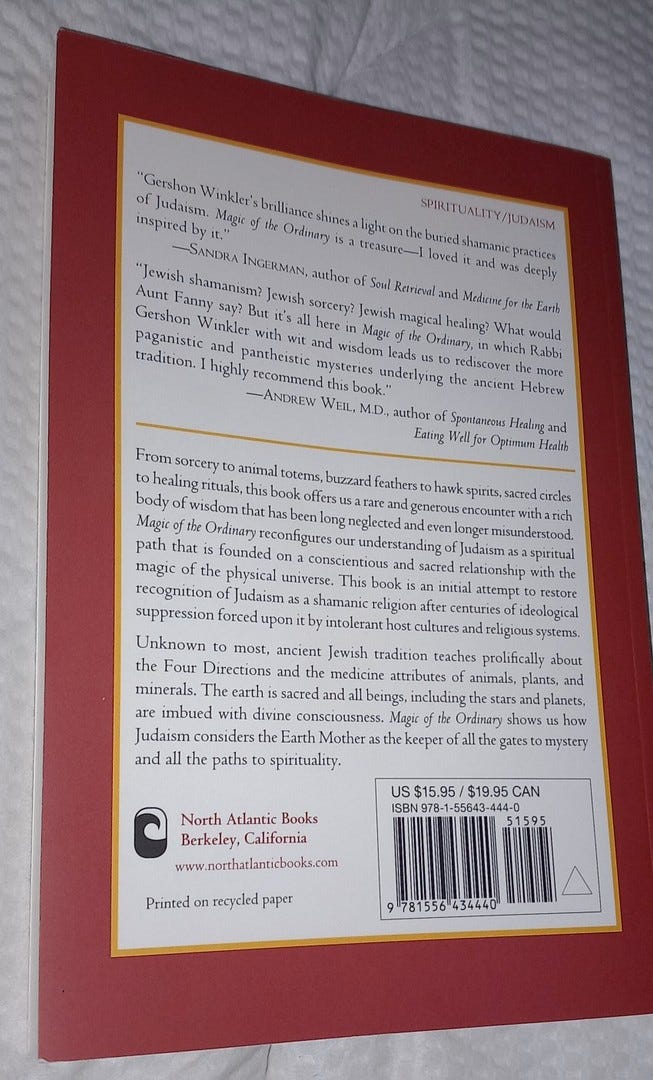 SPIRITUALITY/JUDAISM
"Gershon Winkler's brilliance shines a light on the buried shamanic practices
of Judaism. Magic of the Ordinary is a treasure—I loved it and was deeply
inspired by it."
—SANDRA INGERMAN, author of Soul Retrieval and Medicine for the Earth
"Jewish shamanism? Jewish sorcery? Jewish magical healing? What would
Aunt Fanny say? But it's all here in Magic of the Ordinary, in which Rabbi
Gershon Winkler with wit and wisdom leads us to rediscover the more
paganistic and pantheistic mysteries underlying the ancient Hebrew
tradition. I highly recommend this book."
—ANDREW WEIL, M.D., author of Spontaneous Healing and
Eating Well for Optimum Health
From sorcery to animal totems, buzzard feathers to hawk spirits, sacred circles
to healing rituals, this book offers us a rare and generous encounter with a rich
body of wisdom that has been long neglected and even longer misunderstood.
Magic of the Ordinary reconfigures our understanding of Judaism as a spiritual
path that is founded on a conscientious and sacred relationship with the
magic of the physical universe. This book is an initial attempt to restore
recognition of Judaism as a shamanic religion after centuries of ideological
suppression forced upon it by intolerant host cultures and religious systems.
Unknown to most, ancient Jewish tradition teaches prolifically about
the Four Directions and the medicine attributes of animals, plants, and
minerals. The earth is sacred and all beings, including the stars and planets,
are imbued with divine consciousness. Magic of the Ordinary shows us how
Judaism considers the Earth Mother as the keeper of all the gates to mystery
and all the paths to spirituality.
North Atlantic Books
Berkeley, California
www.northatlanticbooks.com
Printed on recycled paper
US $15.95 / $19.95 CAN
ISBN 978-1-55643-444-0
51595
9 781556 434440